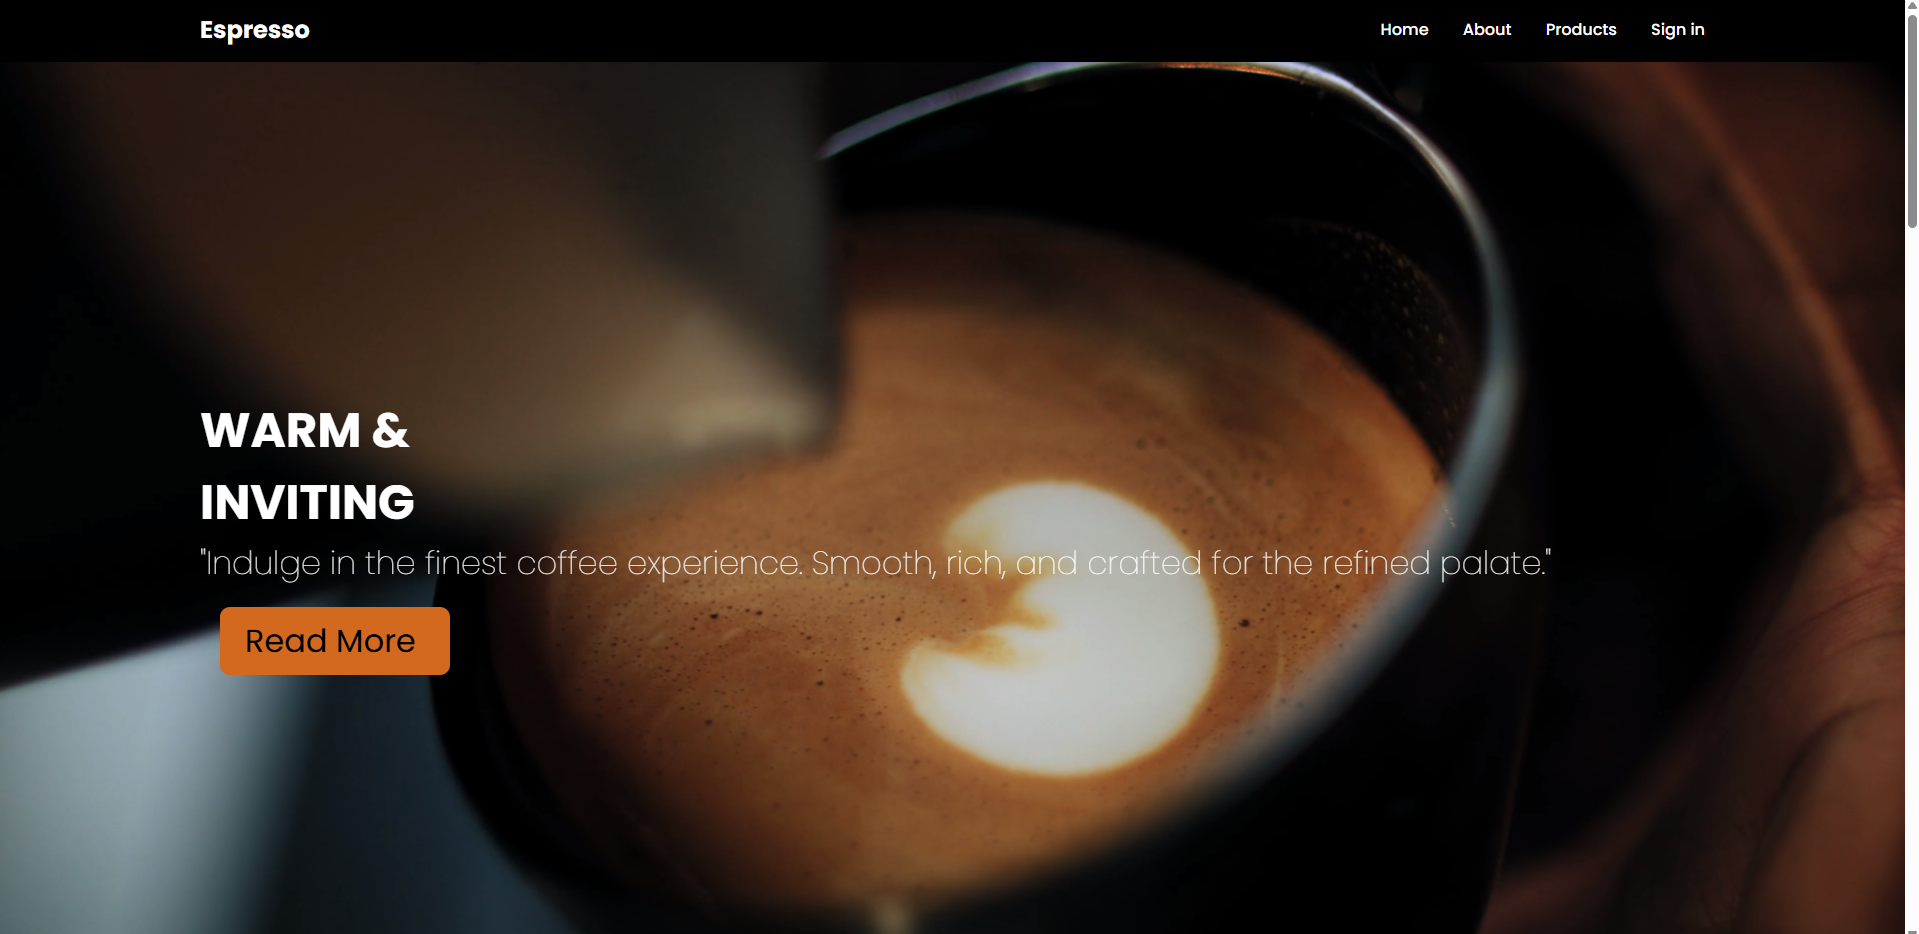 Espresso
Home About Products Sign in
WARM &
INVITING
"Indulge in the finest coffee experience. Smooth, rich, and crafted for the refined palate."
Read More